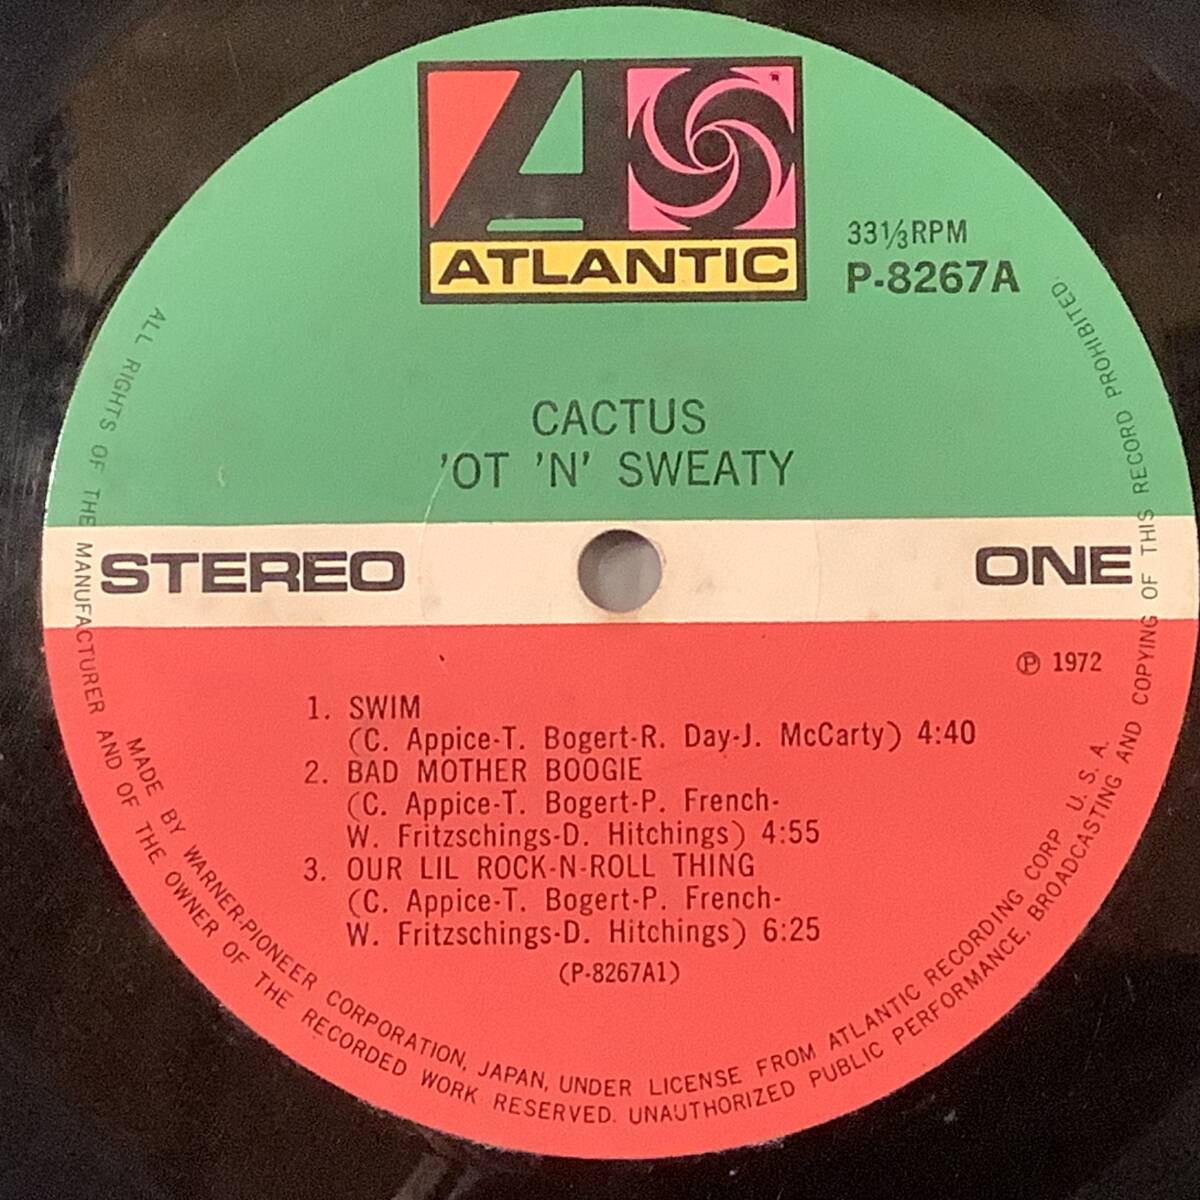 ATLANTIC
33⅓RPM
P-8267A
CACTUS
'OT 'N' SWEATY
STEREO
ONE
℗ 1972
1. SWIM
(C. Appice-T. Bogert-R. Day-J. McCarty) 4:40
2. BAD MOTHER BOOGIE
(C. Appice-T. Bogert-P. French-
W. Fritzschings-D. Hitchings) 4:55
3. OUR LIL ROCK-N-ROLL THING
(C. Appice-T. Bogert-P. French-
W. Fritzschings-D. Hitchings) 6:25
(P-8267A1)
MADE BY WARNER-PIONEER CORPORATION, JAPAN, UNDER LICENSE FROM ATLANTIC RECORDING CORP. U. S. A.
ALL RIGHTS OF THE MANUFACTURER AND OF THE OWNER OF THE RECORDED WORK RESERVED. UNAUTHORIZED PUBLIC PERFORMANCE, BROADCASTING AND COPYING OF THIS RECORD PROHIBITED.